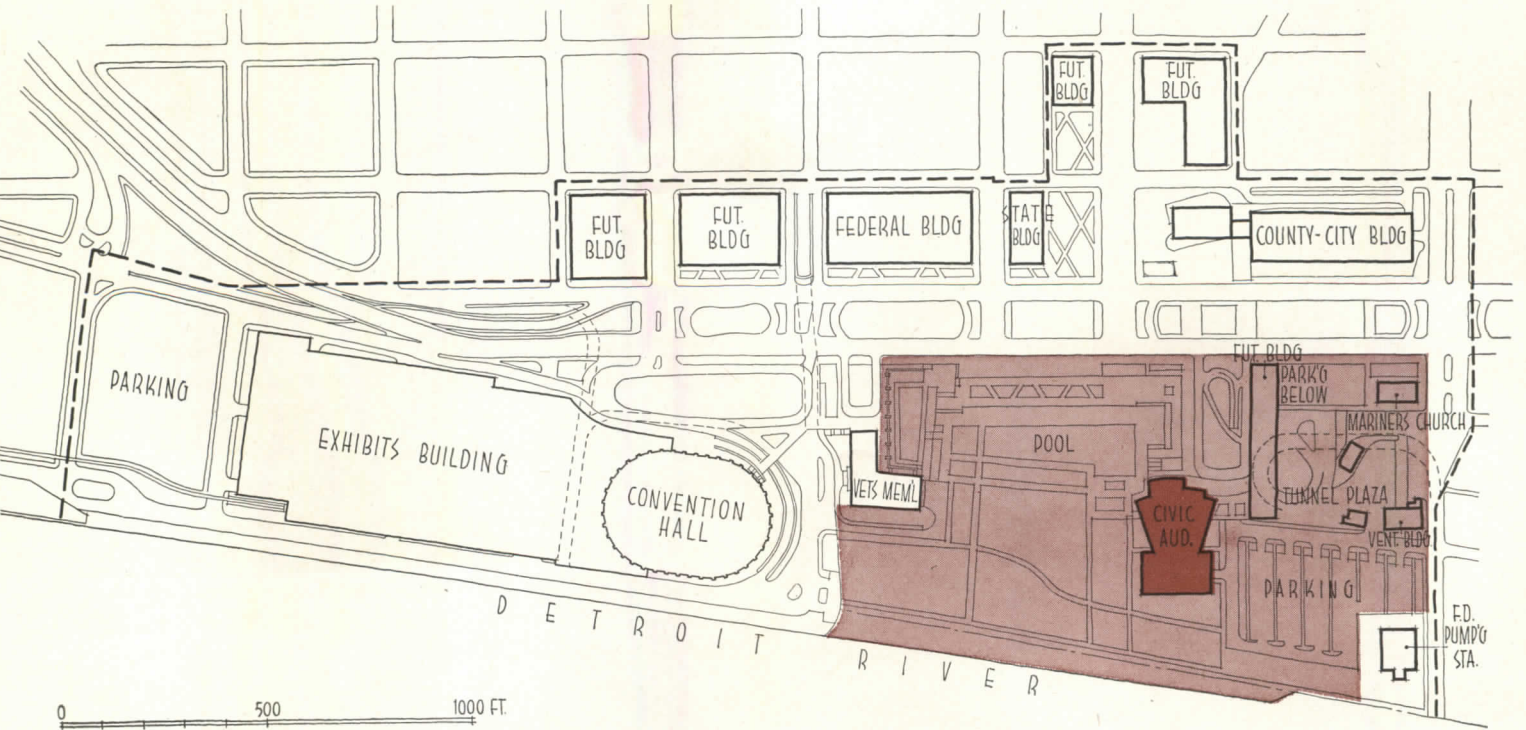 FUT.
BLDG
FUT.
BLDG
FUT.
BLDG
FUT.
BLDG
FEDERAL BLDG
STATE
BLDG
COUNTY-CITY BLDG
PARKING
EXHIBITS BUILDING
CONVENTION
HALL
VETS MEM'L
POOL
FUT. BLDG
PARK'G
BELOW
MARINERS CHURCH
TUNNEL PLAZA
CIVIC
AUD.
VENT BLDG.
PARKING
F.D.
PUMP'G
STA.
DETROIT RIVER
0 500 1000 FT.